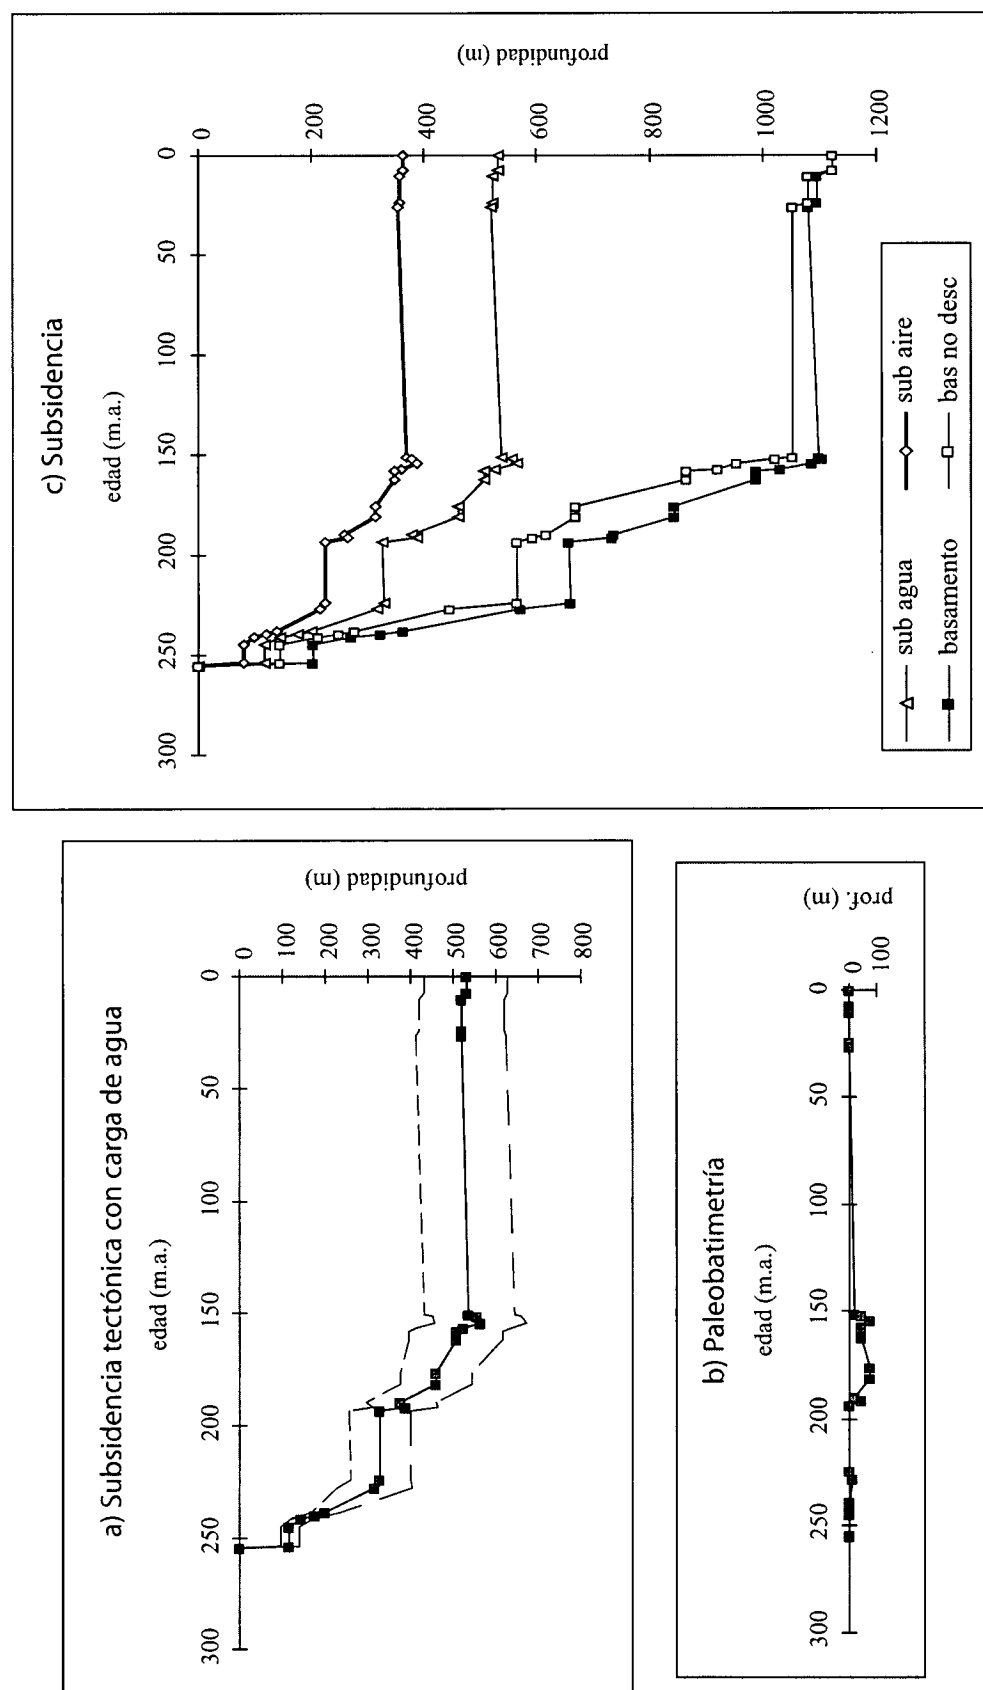 a) Subsidencia tectónica con carga de agua
edad (m.a.)
300 250 200 150 100 50 0
0
100
200
300
400
500
600
700
800
profundidad (m)
b) Paleobatimetría
edad (m.a.)
300 250 200 150 100 50 0
0
100
prof. (m)
c) Subsidencia
edad (m.a.)
300 250 200 150 100 50 0
0
200
400
600
800
1000
1200
profundidad (m)
sub agua sub aire
basamento bas no desc